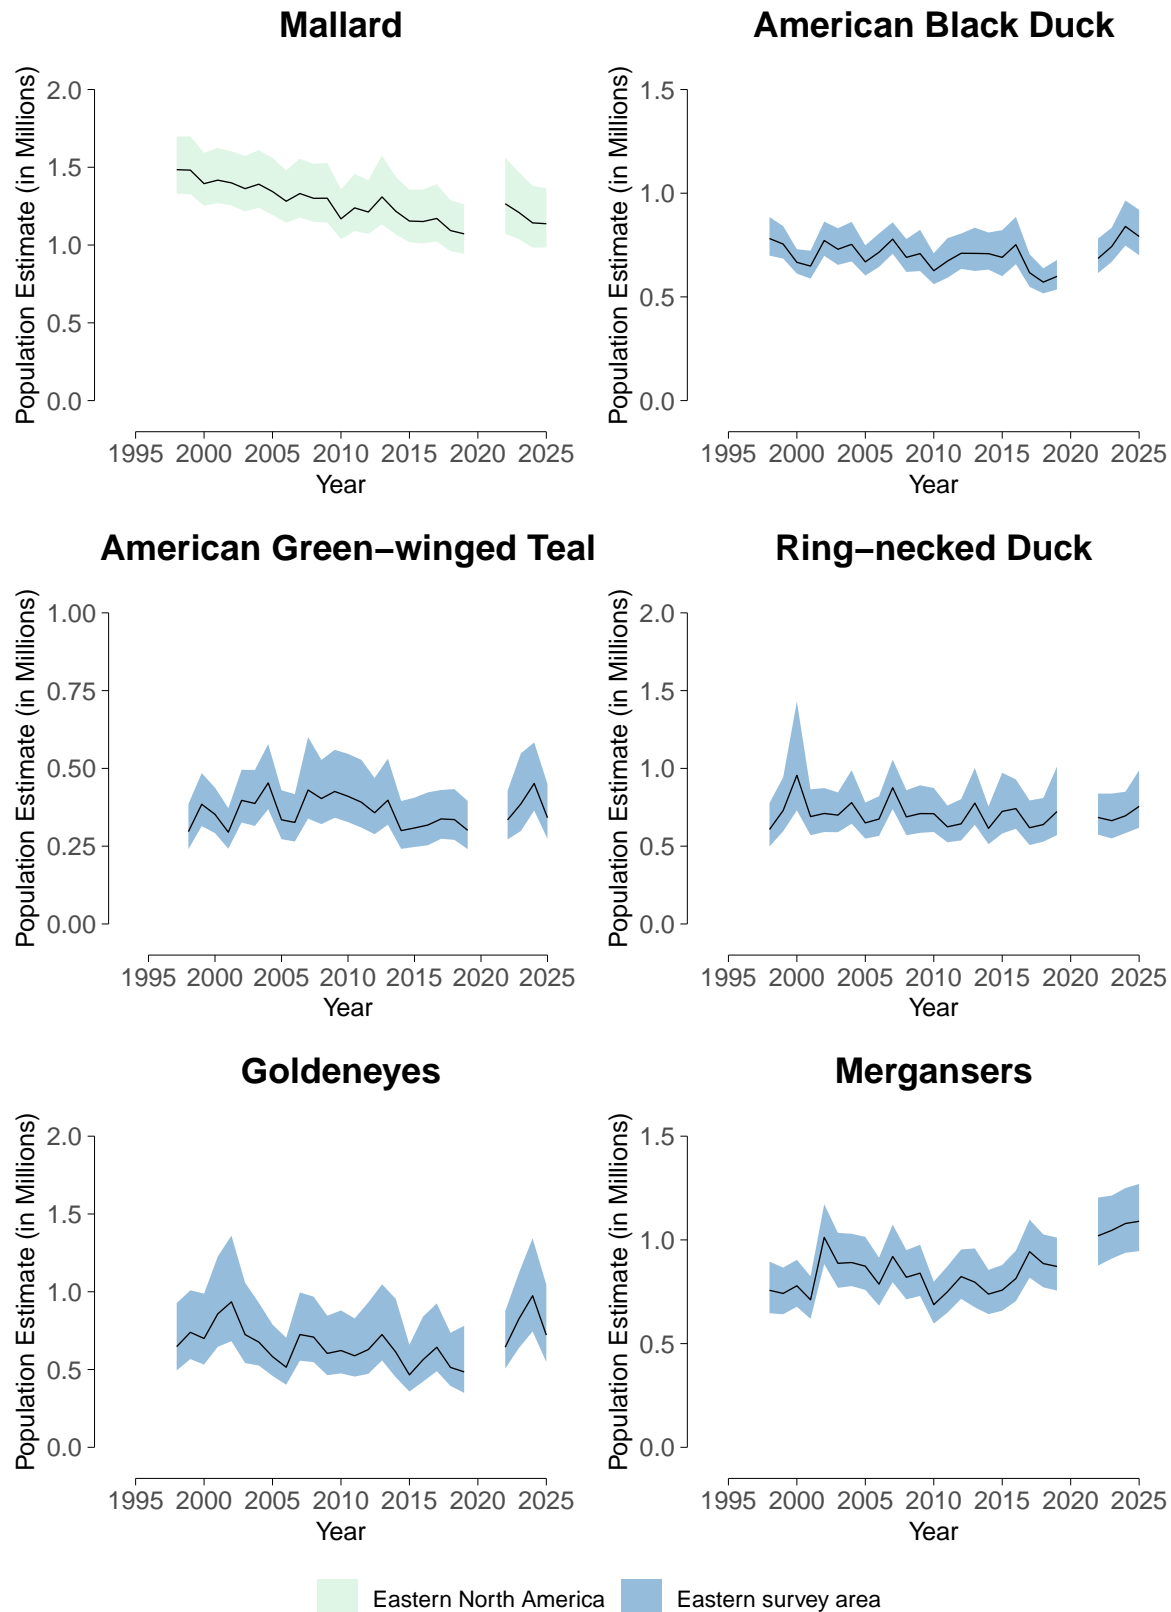 Mallard
Population Estimate (in Millions)
2.0
1.5
1.0
0.5
0.0
1995 2000 2005 2010 2015 2020 2025
Year
American Black Duck
Population Estimate (in Millions)
1.5
1.0
0.5
0.0
1995 2000 2005 2010 2015 2020 2025
Year
American Green−winged Teal
Population Estimate (in Millions)
1.00
0.75
0.50
0.25
0.00
1995 2000 2005 2010 2015 2020 2025
Year
Ring−necked Duck
Population Estimate (in Millions)
2.0
1.5
1.0
0.5
0.0
1995 2000 2005 2010 2015 2020 2025
Year
Goldeneyes
Population Estimate (in Millions)
2.0
1.5
1.0
0.5
0.0
1995 2000 2005 2010 2015 2020 2025
Year
Mergansers
Population Estimate (in Millions)
1.5
1.0
0.5
0.0
1995 2000 2005 2010 2015 2020 2025
Year
Eastern North America
Eastern survey area